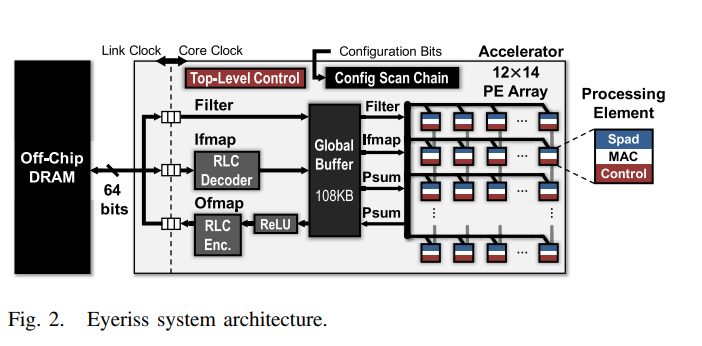 Link Clock
Core Clock
Configuration Bits
Accelerator
12×14
PE Array
Top-Level Control
Config Scan Chain
Off-Chip
DRAM
64
bits
Filter
Ifmap
RLC
Decoder
Ofmap
RLC
Enc.
ReLU
Global
Buffer
108KB
Filter
Ifmap
Psum
Psum
...
...
...
...
...
...
Processing
Element
Spad
MAC
Control
Fig. 2. Eyeriss system architecture.